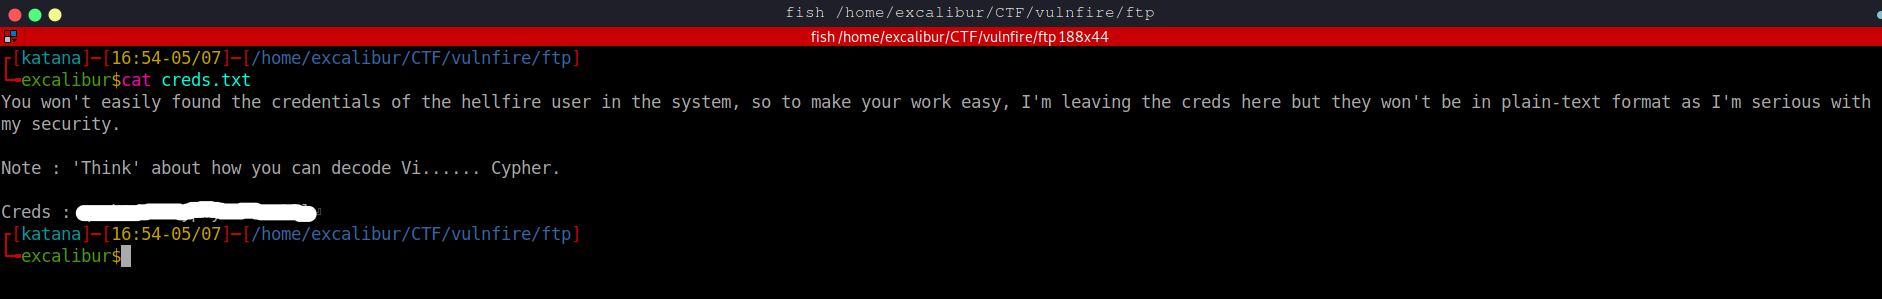 fish /home/excalibur/CTF/vulnfire/ftp
fish /home/excalibur/CTF/vulnfire/ftp 188x44
┌[katana]─[16:54-05/07]─[/home/excalibur/CTF/vulnfire/ftp]
└╼excalibur$cat creds.txt
You won't easily found the credentials of the hellfire user in the system, so to make your work easy, I'm leaving the creds here but they won't be in plain-text format as I'm serious with
my security.
Note : 'Think' about how you can decode Vi...... Cypher.
Creds :
┌[katana]─[16:54-05/07]─[/home/excalibur/CTF/vulnfire/ftp]
└╼excalibur$